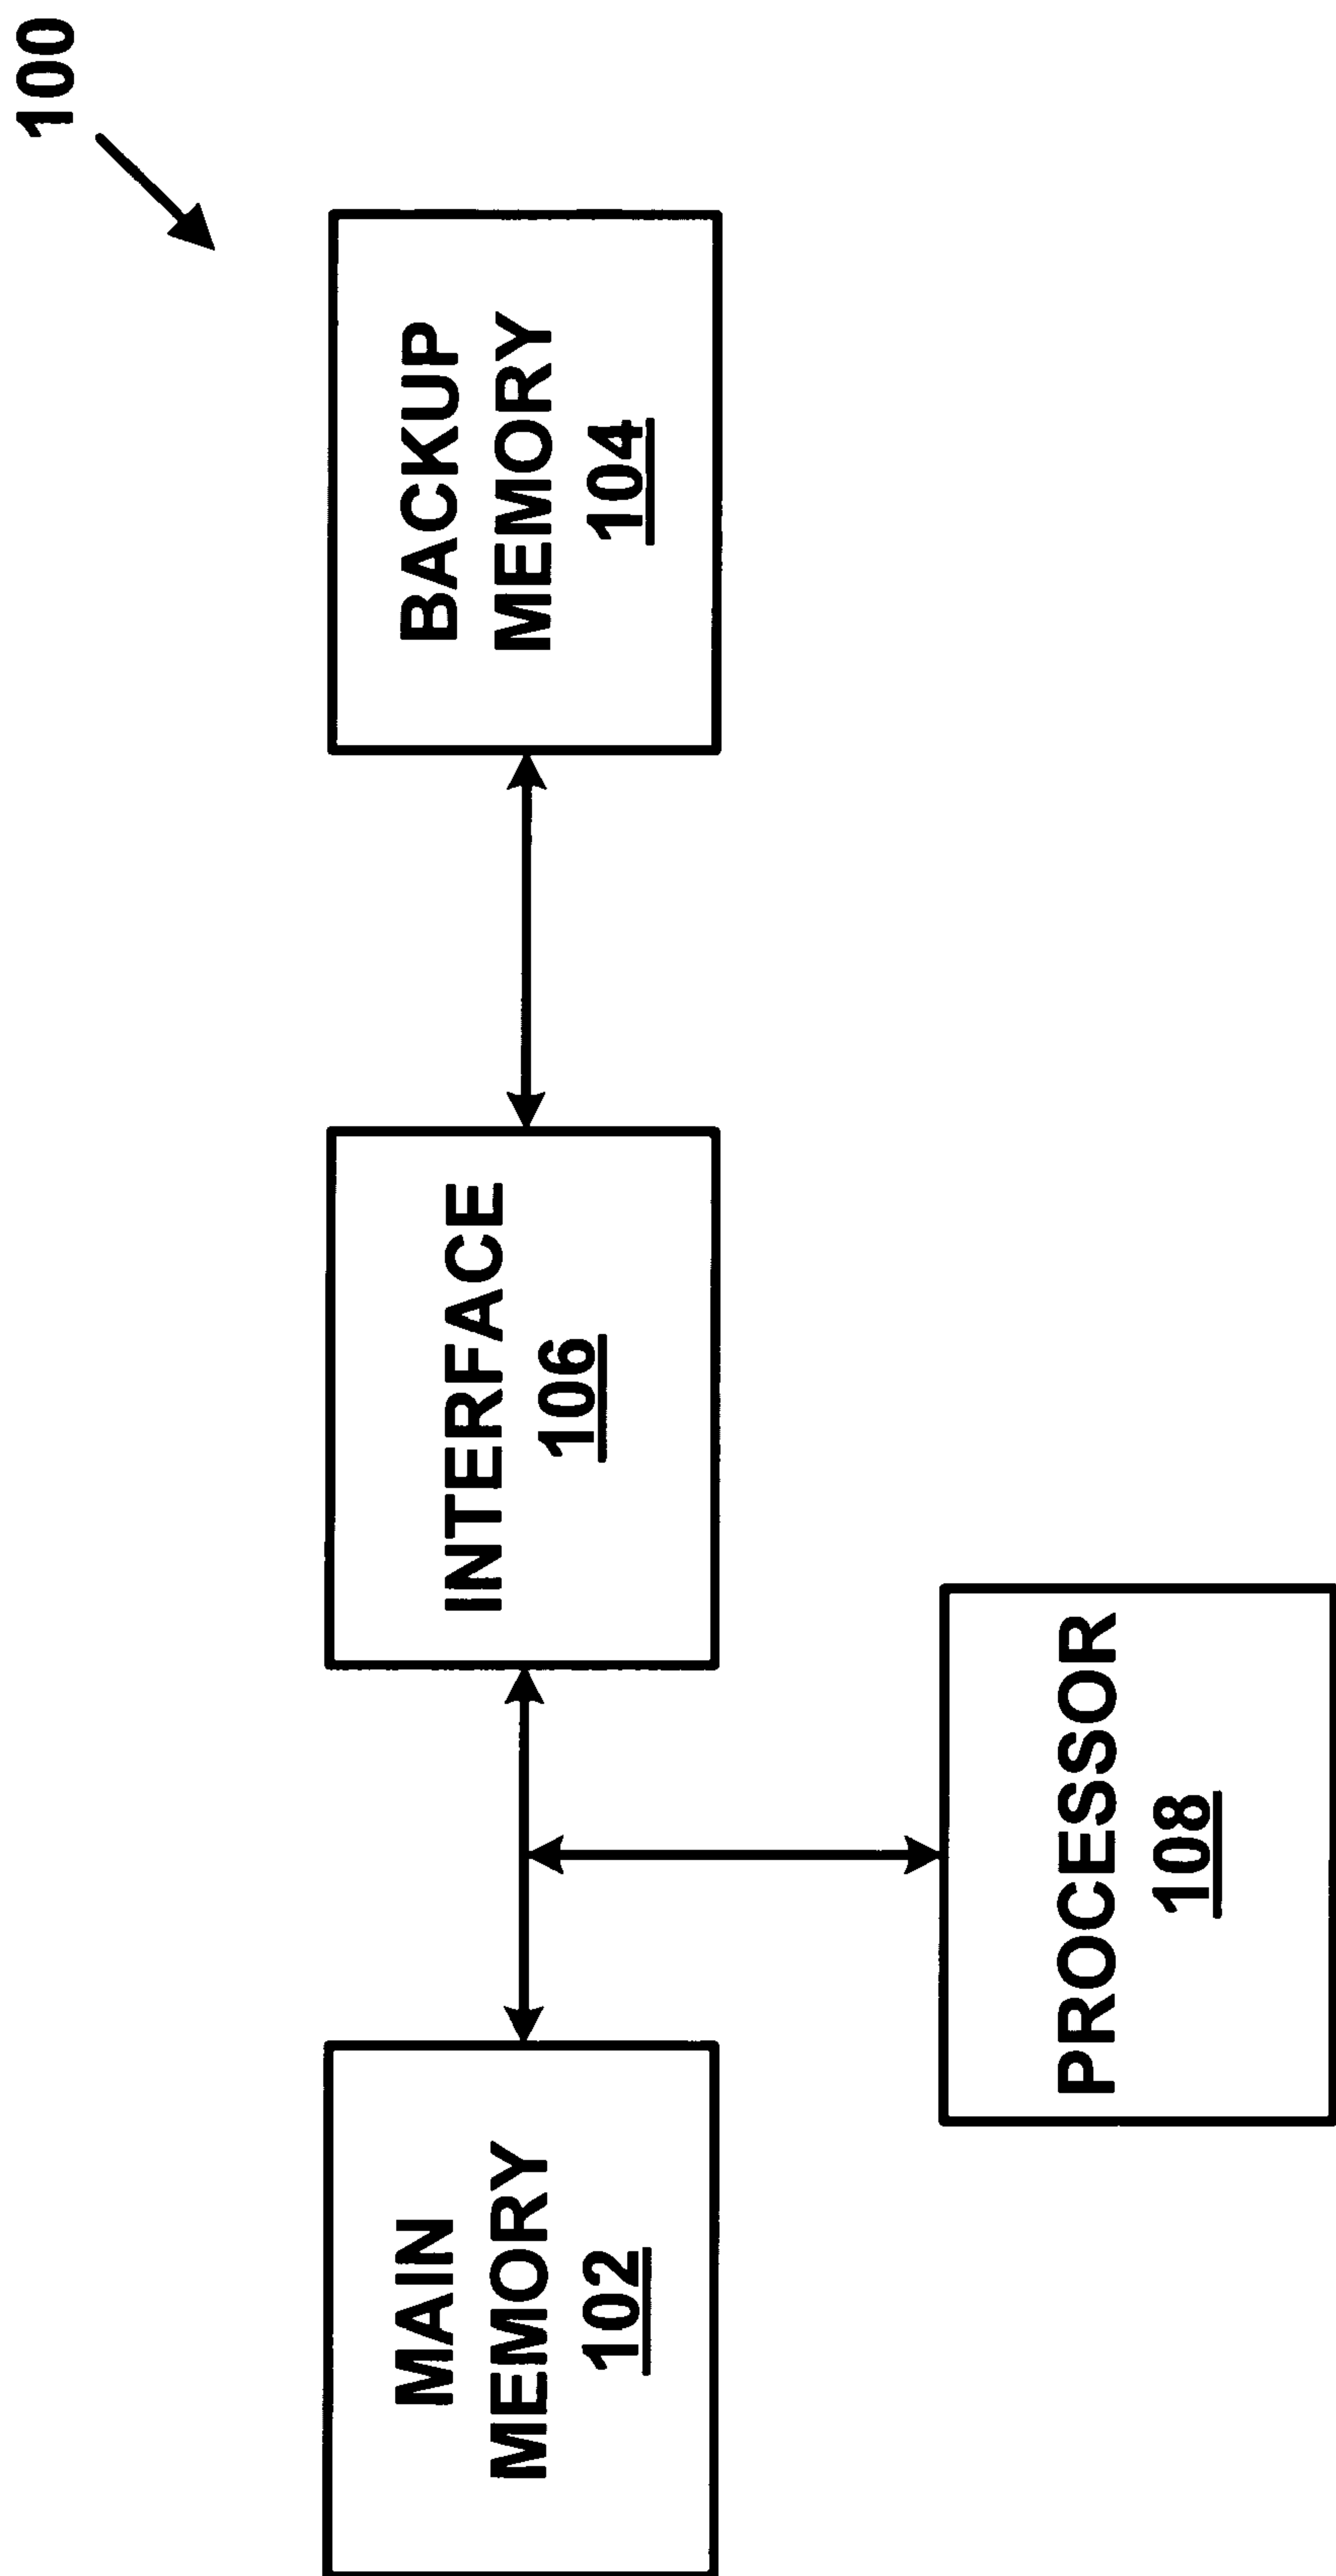 100
MAIN
MEMORY
102
INTERFACE
106
BACKUP
MEMORY
104
PROCESSOR
108